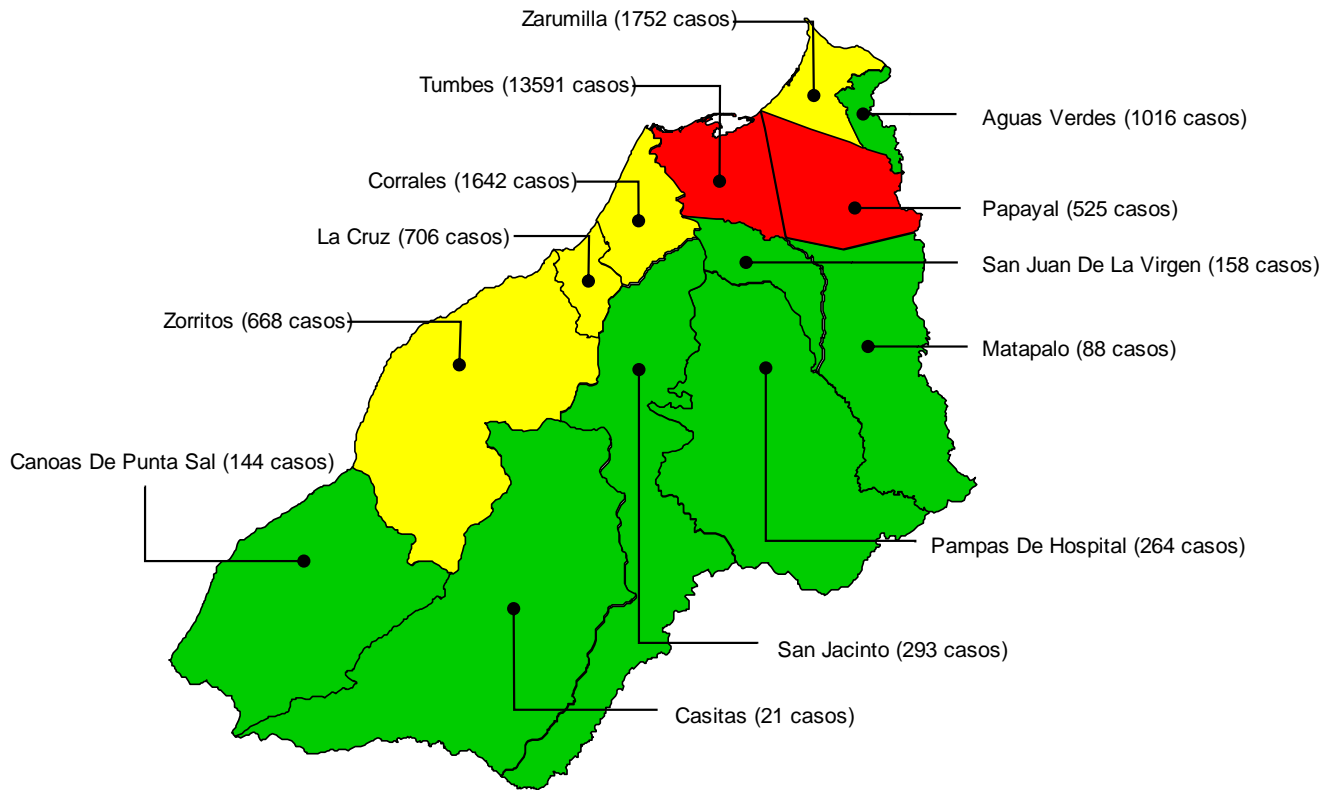 Zarumilla (1752 casos)
Tumbes (13591 casos)
Aguas Verdes (1016 casos)
Corrales (1642 casos)
Papayal (525 casos)
La Cruz (706 casos)
San Juan De La Virgen (158 casos)
Zorritos (668 casos)
Matapalo (88 casos)
Canoas De Punta Sal (144 casos)
Pampas De Hospital (264 casos)
San Jacinto (293 casos)
Casitas (21 casos)